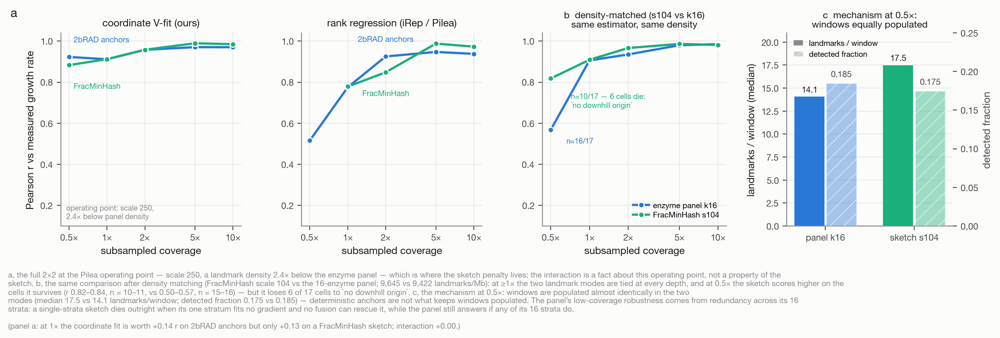 a
coordinate V-fit (ours)
2bRAD anchors
FracMinHash
operating point: scale 250,
2.4× below panel density
Pearson r vs measured growth rate
1.0
0.8
0.6
0.4
0.2
0.5×
1×
2×
5×
10×
subsampled coverage
rank regression (iRep / Pilea)
2bRAD anchors
FracMinHash
1.0
0.8
0.6
0.4
0.2
0.5×
1×
2×
5×
10×
subsampled coverage
b density-matched (s104 vs k16)
same estimator, same density
n=10/17 — 6 cells die:
`no downhill origin`
n=16/17
enzyme panel k16
FracMinHash s104
1.0
0.8
0.6
0.4
0.2
0.5×
1×
2×
5×
10×
subsampled coverage
c mechanism at 0.5×:
windows equally populated
landmarks / window
detected fraction
14.1
0.185
17.5
0.175
landmarks / window (median)
20.0
17.5
15.0
12.5
10.0
7.5
5.0
2.5
0.0
0.25
0.20
0.15
0.10
0.05
0.00
detected fraction
panel k16
sketch s104
a, the full 2×2 at the Pilea operating point — scale 250, a landmark density 2.4× below the enzyme panel — which is where the sketch penalty lives; the interaction is a fact about this operating point, not a property of the
sketch. b, the same comparison after density matching (FracMinHash scale 104 vs the 16-enzyme panel; 9,645 vs 9,422 landmarks/Mb): at ≥1× the two landmark modes are tied at every depth, and at 0.5× the sketch scores higher on the
cells it survives (r 0.82–0.84, n = 10–11, vs 0.50–0.57, n = 15–16) — but it loses 6 of 17 cells to `no downhill origin`. c, the mechanism at 0.5×: windows are populated almost identically in the two
modes (median 17.5 vs 14.1 landmarks/window; detected fraction 0.175 vs 0.185) — deterministic anchors are not what keeps windows populated. The panel's low-coverage robustness comes from redundancy across its 16
strata: a single-strata sketch dies outright when its one stratum fits no gradient and no fusion can rescue it, while the panel still answers if any of its 16 strata do.
(panel a: at 1× the coordinate fit is worth +0.14 r on 2bRAD anchors but only +0.13 on a FracMinHash sketch; interaction +0.00.)